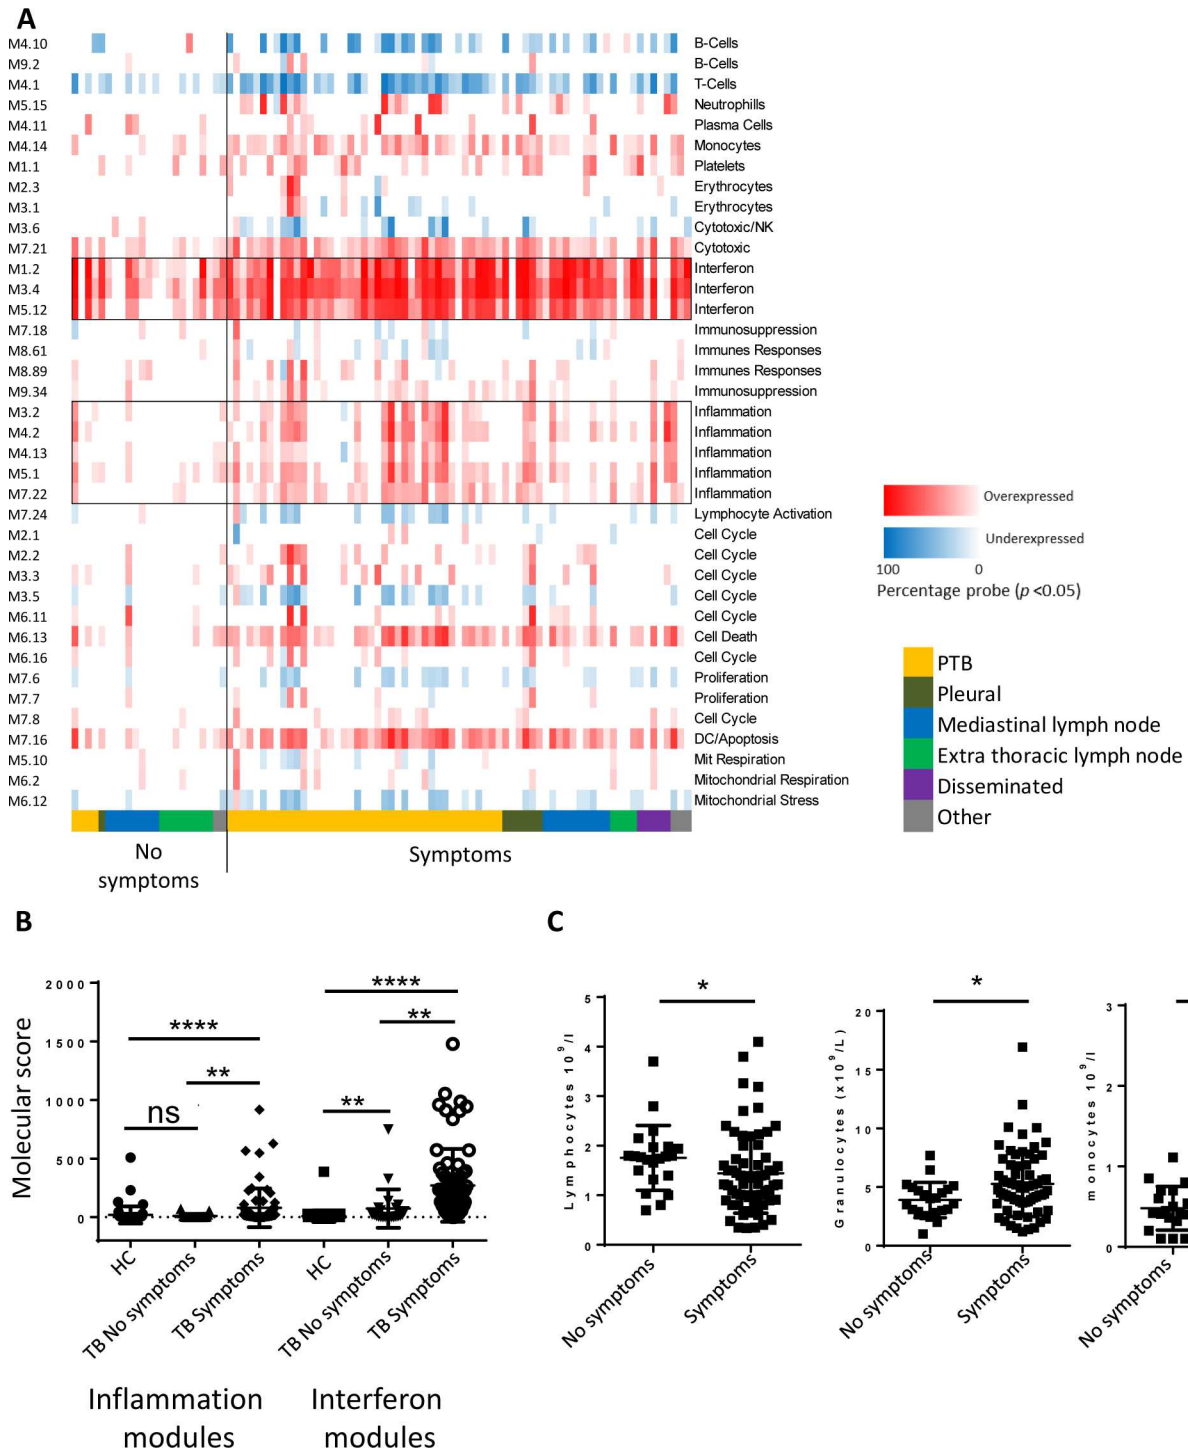 A
M4.10 B-Cells
M9.2 B-Cells
M4.1 T-Cells
M5.15 Neutrophills
M4.11 Plasma Cells
M4.14 Monocytes
M1.1 Platelets
M2.3 Erythrocytes
M3.1 Erythrocytes
M3.6 Cytotoxic/NK
M7.21 Cytotoxic
M1.2 Interferon
M3.4 Interferon
M5.12 Interferon
M7.18 Immunosuppression
M8.61 Immunes Responses
M8.89 Immunes Responses
M9.34 Immunosuppression
M3.2 Inflammation
M4.2 Inflammation
M4.13 Inflammation
M5.1 Inflammation
M7.22 Inflammation
M7.24 Lymphocyte Activation
M2.1 Cell Cycle
M2.2 Cell Cycle
M3.3 Cell Cycle
M3.5 Cell Cycle
M6.11 Cell Cycle
M6.13 Cell Death
M6.16 Cell Cycle
M7.6 Proliferation
M7.7 Proliferation
M7.8 Cell Cycle
M7.16 DC/Apoptosis
M5.10 Mit Respiration
M6.2 Mitochondrial Respiration
M6.12 Mitochondrial Stress
No
symptoms
Symptoms
Overexpressed
Underexpressed
100 0
Percentage probe (p <0.05)
PTB
Pleural
Mediastinal lymph node
Extra thoracic lymph node
Disseminated
Other
B
Molecular score
2000
1500
1000
500
0
****
**
ns
****
**
**
HC
TB No symptoms
TB Symptoms
HC
TB No symptoms
TB Symptoms
Inflammation
modules
Interferon
modules
C
Lymphocytes 10^9/l
5
4
3
2
1
0
*
No symptoms
Symptoms
Granulocytes (x10^9/L)
20
15
10
5
0
*
No symptoms
Symptoms
monocytes 10^9/l
3
2
1
0
No symptoms